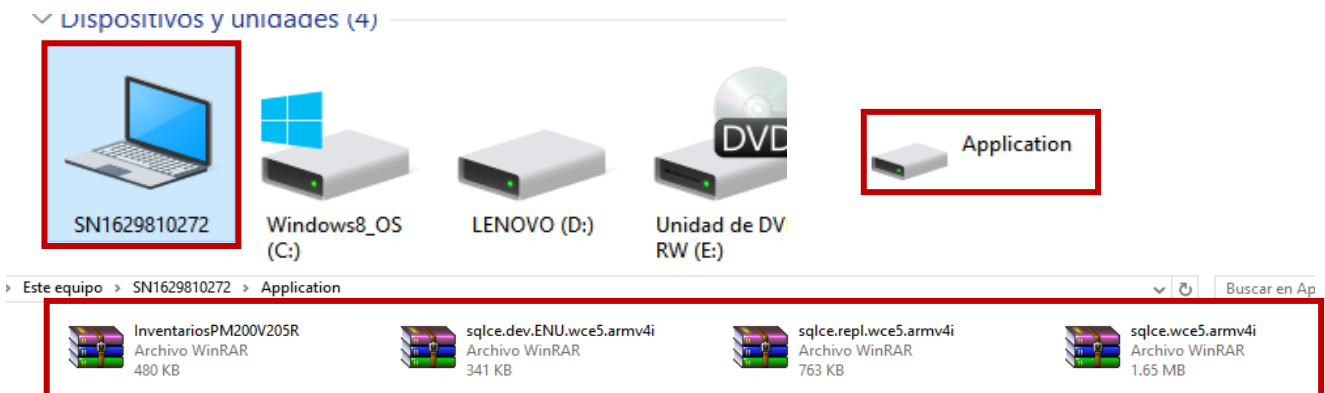 Dispositivos y unidades (4)
SN1629810272
Windows8_OS
(C:)
LENOVO (D:)
Unidad de DV
RW (E:)
DVD
Application
Este equipo > SN1629810272 > Application
Buscar en Ap
InventariosPM200V205R
Archivo WinRAR
480 KB
sqlce.dev.ENU.wce5.armv4i
Archivo WinRAR
341 KB
sqlce.repl.wce5.armv4i
Archivo WinRAR
763 KB
sqlce.wce5.armv4i
Archivo WinRAR
1.65 MB